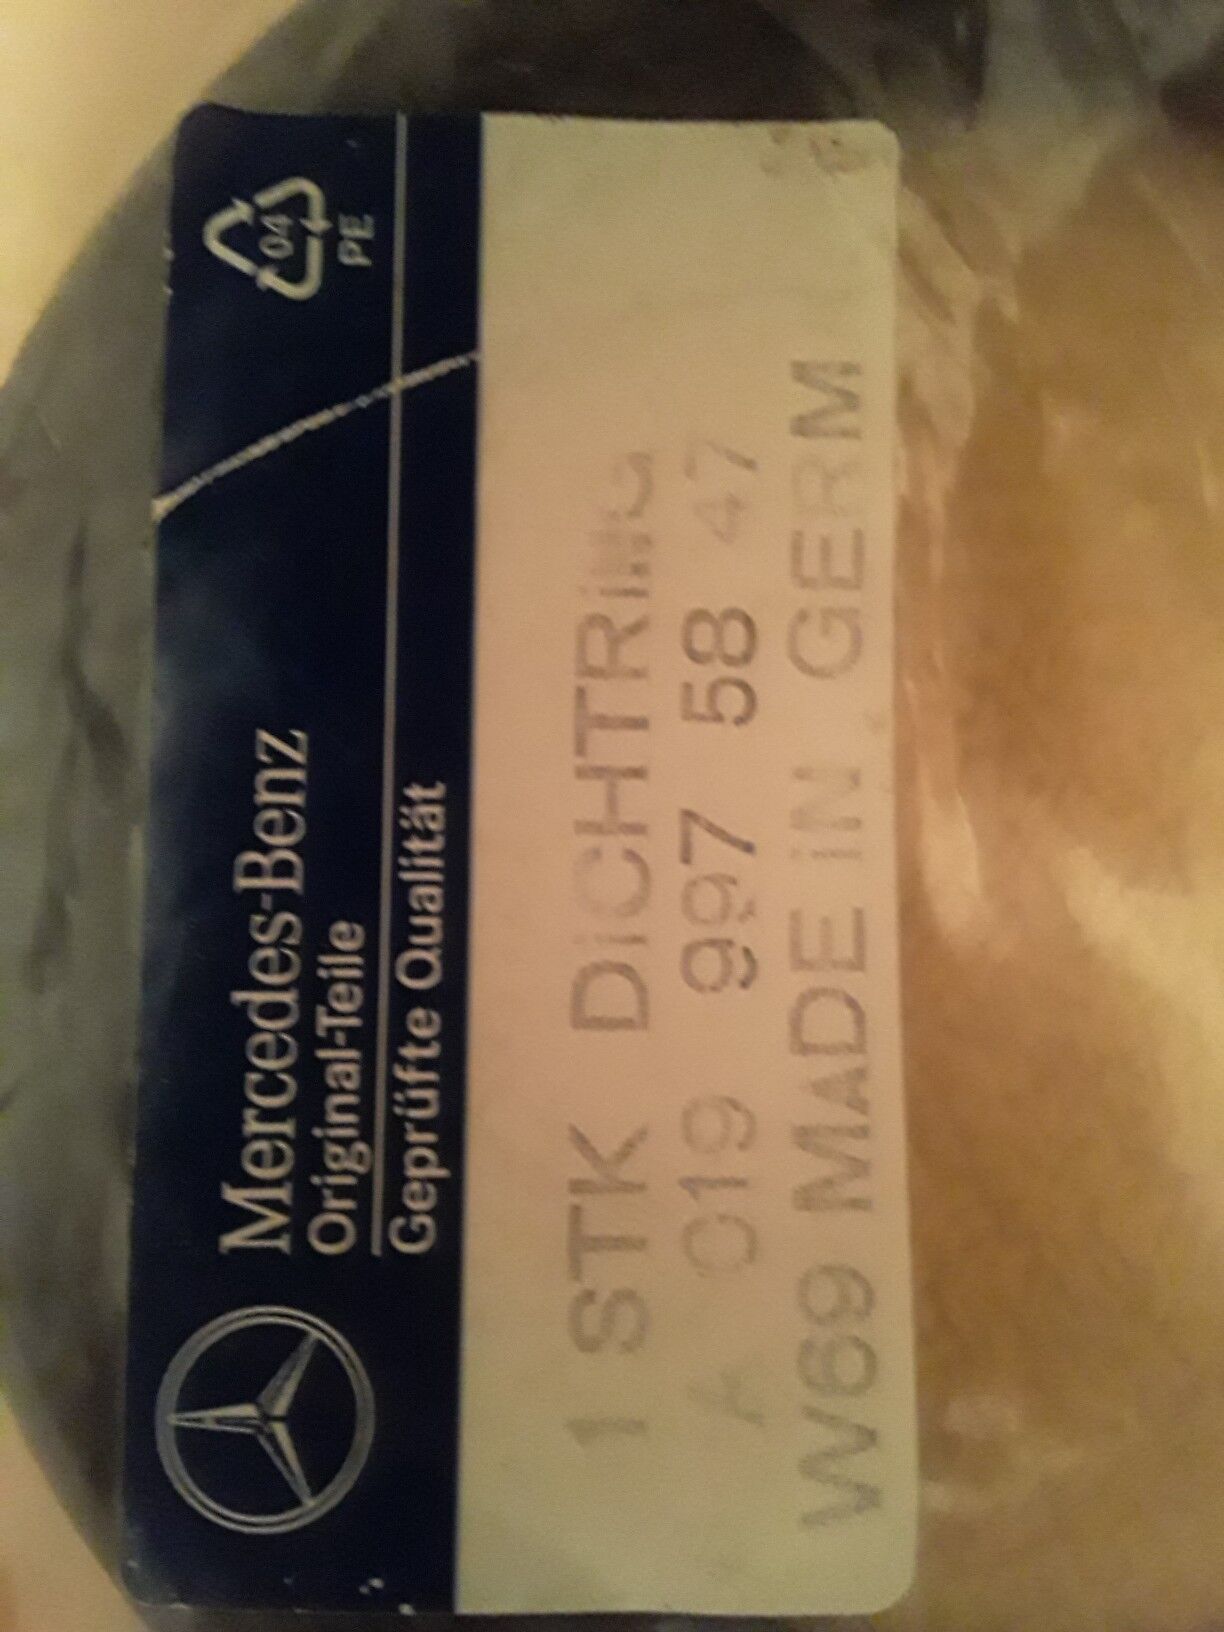 Mercedes-Benz
Original-Teile
Geprüfte Qualität
04
PE
1 STK DiCHTRiNG
A 019 997 58 47
W69 MADE iN GERM